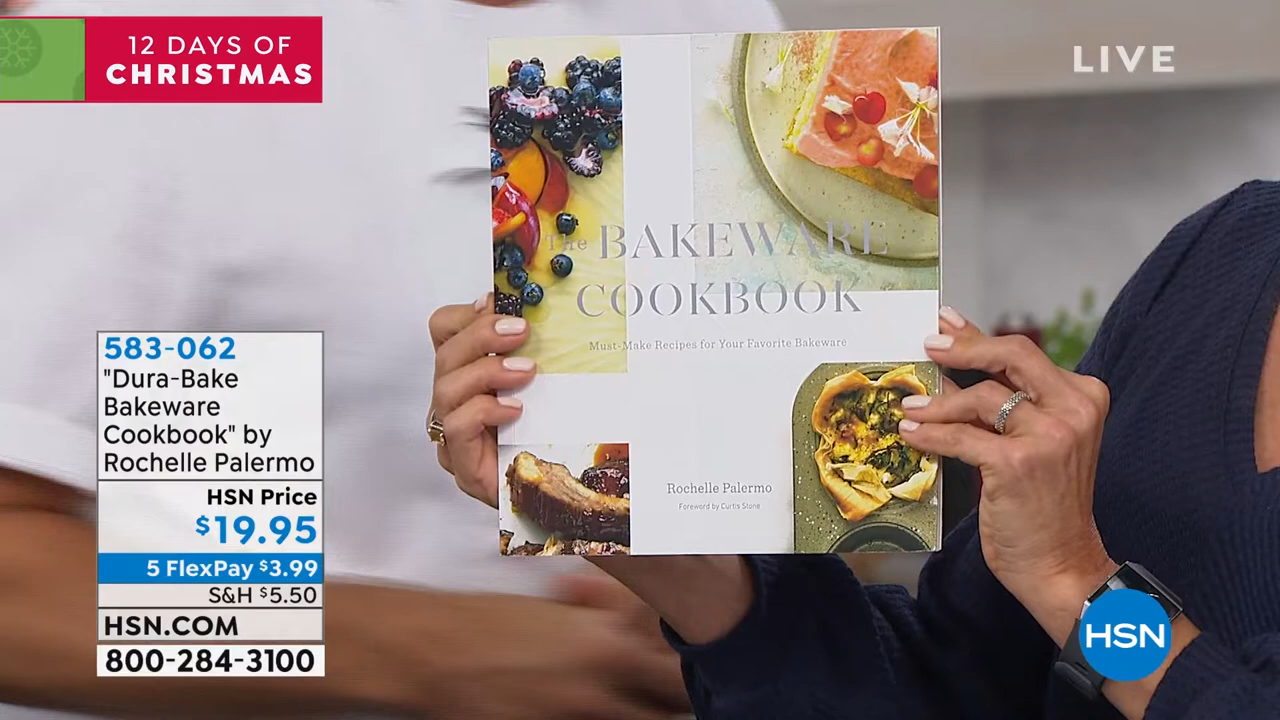 12 DAYS OF
CHRISTMAS
LIVE
The BAKEWARE
COOKBOOK
Must-Make Recipes for Your Favorite Bakeware
Rochelle Palermo
Foreword by Curtis Stone
583-062
"Dura-Bake
Bakeware
Cookbook" by
Rochelle Palermo
HSN Price
$19.95
5 FlexPay $3.99
S&H $5.50
HSN.COM
800-284-3100
HSN